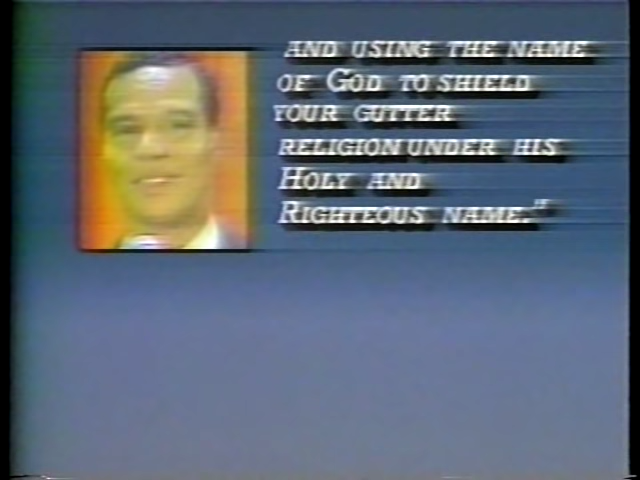 AND USING THE NAME
OF GOD TO SHIELD
YOUR GUTTER
RELIGION UNDER HIS
HOLY AND
RIGHTEOUS NAME."